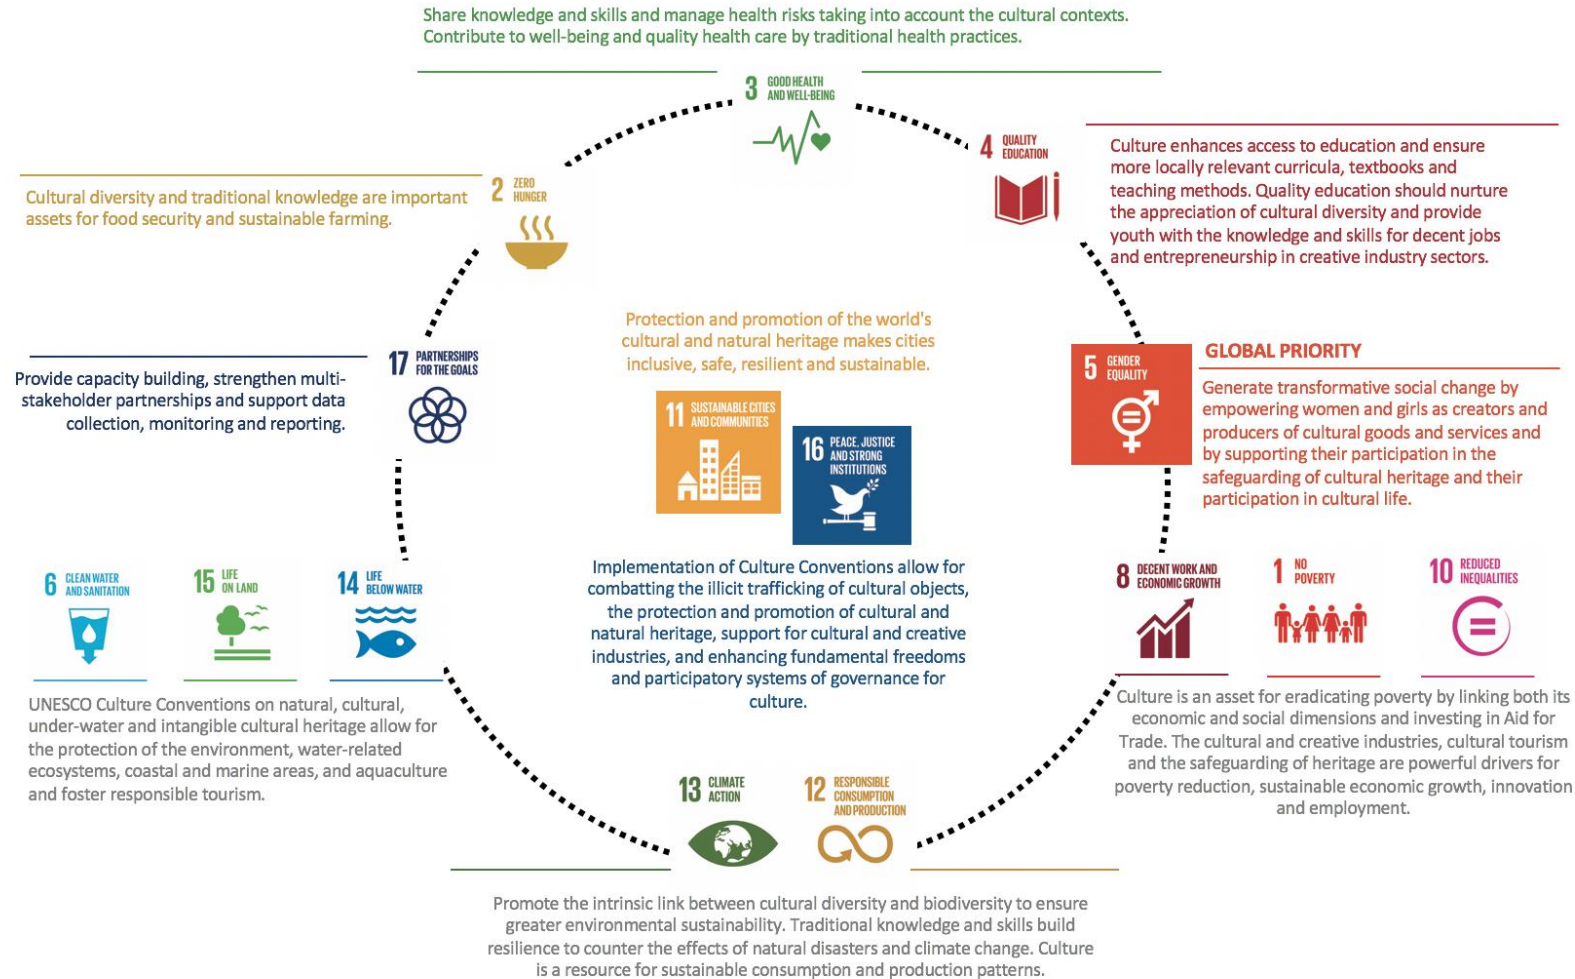 Share knowledge and skills and manage health risks taking into account the cultural contexts.
Contribute to well-being and quality health care by traditional health practices.
3 GOOD HEALTH
AND WELL-BEING
4 QUALITY
EDUCATION
Culture enhances access to education and ensure
more locally relevant curricula, textbooks and
teaching methods. Quality education should nurture
the appreciation of cultural diversity and provide
youth with the knowledge and skills for decent jobs
and entrepreneurship in creative industry sectors.
2 ZERO
HUNGER
Cultural diversity and traditional knowledge are important
assets for food security and sustainable farming.
Protection and promotion of the world's
cultural and natural heritage makes cities
inclusive, safe, resilient and sustainable.
17 PARTNERSHIPS
FOR THE GOALS
Provide capacity building, strengthen multi-
stakeholder partnerships and support data
collection, monitoring and reporting.
11 SUSTAINABLE CITIES
AND COMMUNITIES
16 PEACE, JUSTICE
AND STRONG
INSTITUTIONS
5 GENDER
EQUALITY
GLOBAL PRIORITY
Generate transformative social change by
empowering women and girls as creators and
producers of cultural goods and services and
by supporting their participation in the
safeguarding of cultural heritage and their
participation in cultural life.
Implementation of Culture Conventions allow for
combatting the illicit trafficking of cultural objects,
the protection and promotion of cultural and
natural heritage, support for cultural and creative
industries, and enhancing fundamental freedoms
and participatory systems of governance for
culture.
6 CLEAN WATER
AND SANITATION
15 LIFE
ON LAND
14 LIFE
BELOW WATER
UNESCO Culture Conventions on natural, cultural,
under-water and intangible cultural heritage allow for
the protection of the environment, water-related
ecosystems, coastal and marine areas, and aquaculture
and foster responsible tourism.
8 DECENT WORK AND
ECONOMIC GROWTH
1 NO
POVERTY
10 REDUCED
INEQUALITIES
Culture is an asset for eradicating poverty by linking both its
economic and social dimensions and investing in Aid for
Trade. The cultural and creative industries, cultural tourism
and the safeguarding of heritage are powerful drivers for
poverty reduction, sustainable economic growth, innovation
and employment.
13 CLIMATE
ACTION
12 RESPONSIBLE
CONSUMPTION
AND PRODUCTION
Promote the intrinsic link between cultural diversity and biodiversity to ensure
greater environmental sustainability. Traditional knowledge and skills build
resilience to counter the effects of natural disasters and climate change. Culture
is a resource for sustainable consumption and production patterns.